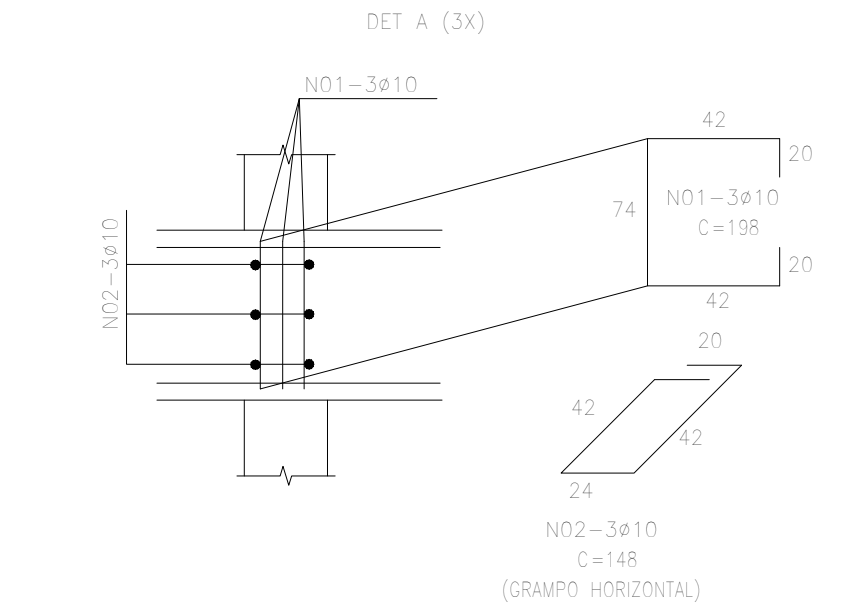 DET A (3X)
N01-3ø10
42
20
N01-3ø10
74
C=198
N02-3ø10
20
42
20
42
42
24
N02-3ø10
C=148
(GRAMPO HORIZONTAL)